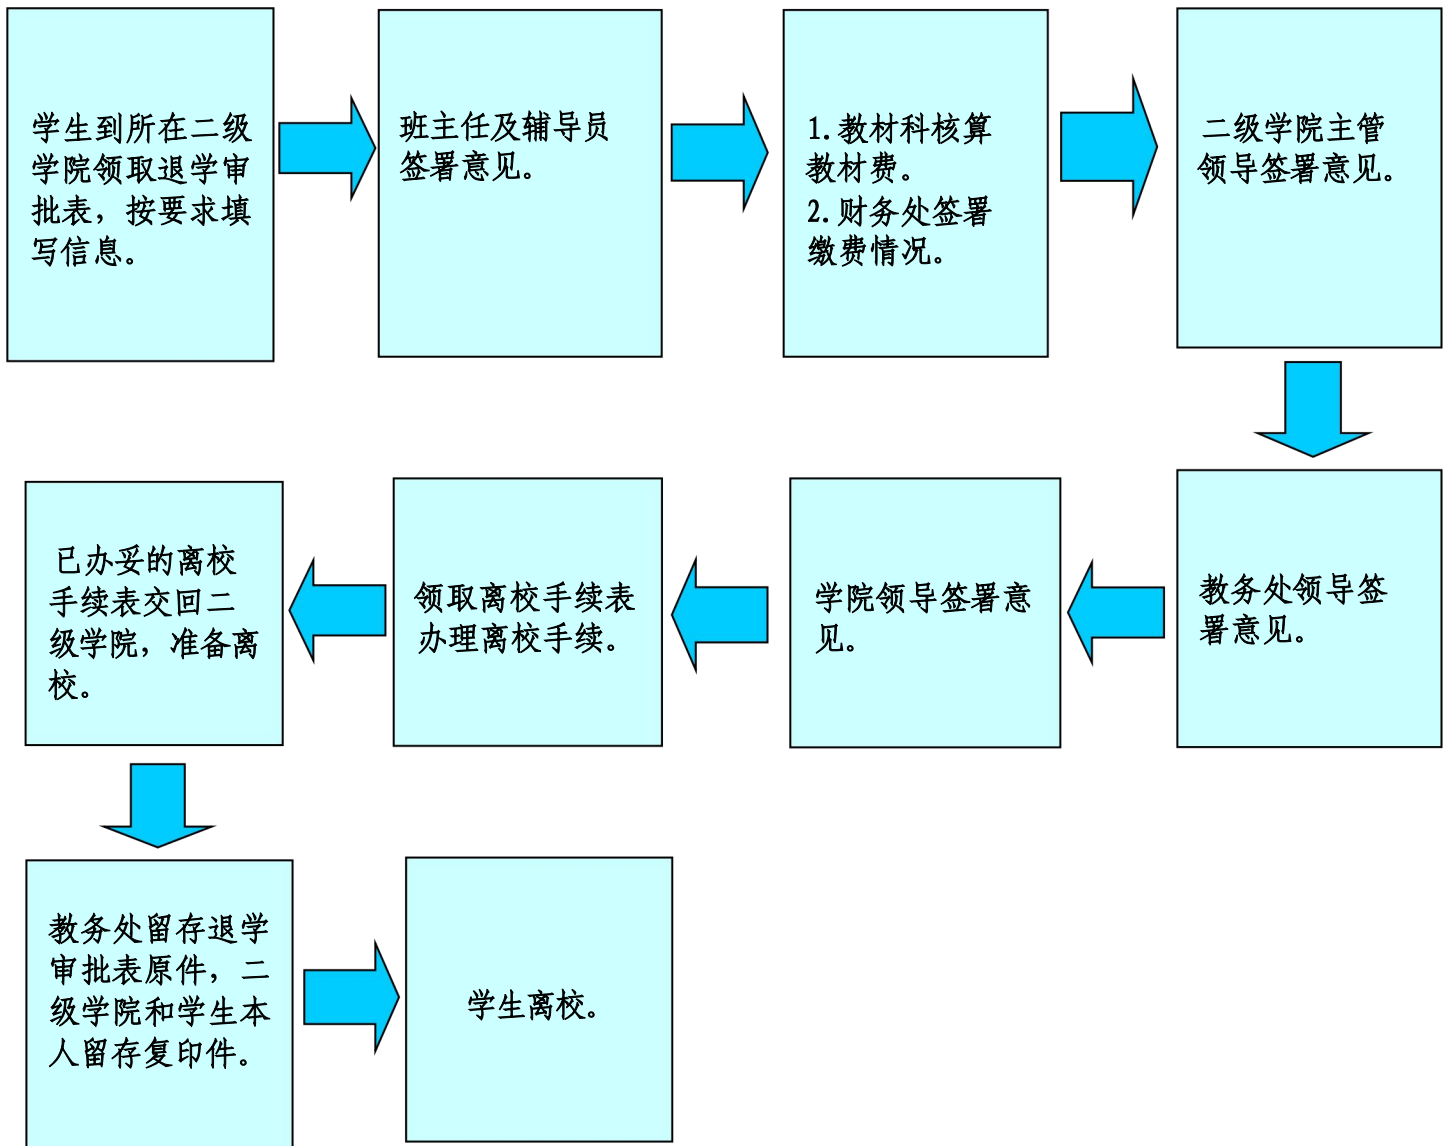 学生到所在二级
学院领取退学审
批表，按要求填
写信息。
班主任及辅导员
签署意见。
1.教材科核算
教材费。
2.财务处签署
缴费情况。
二级学院主管
领导签署意见。
教务处领导签
署意见。
学院领导签署意
见。
领取离校手续表
办理离校手续。
已办妥的离校
手续表交回二
级学院，准备离
校。
教务处留存退学
审批表原件，二
级学院和学生本
人留存复印件。
学生离校。